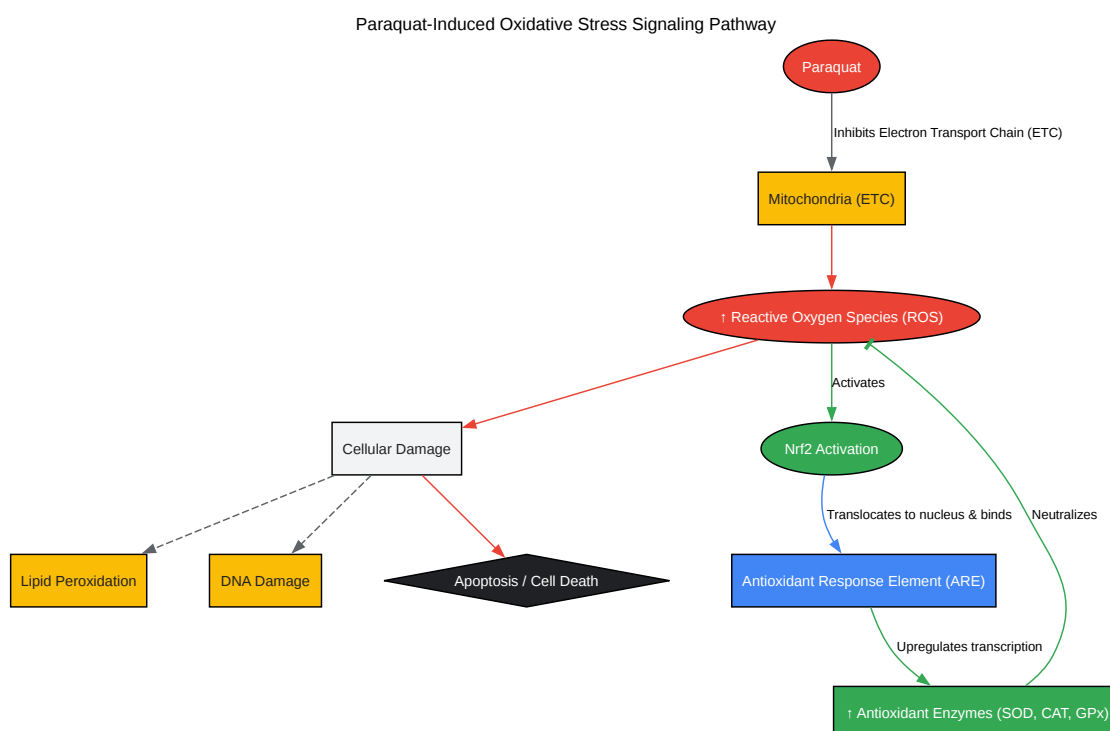 Paraquat-Induced Oxidative Stress Signaling Pathway
Paraquat
Inhibits Electron Transport Chain (ETC)
Mitochondria (ETC)
↑ Reactive Oxygen Species (ROS)
Activates
Cellular Damage
Nrf2 Activation
Translocates to nucleus & binds
Neutralizes
Lipid Peroxidation
DNA Damage
Apoptosis / Cell Death
Antioxidant Response Element (ARE)
Upregulates transcription
↑ Antioxidant Enzymes (SOD, CAT, GPx)